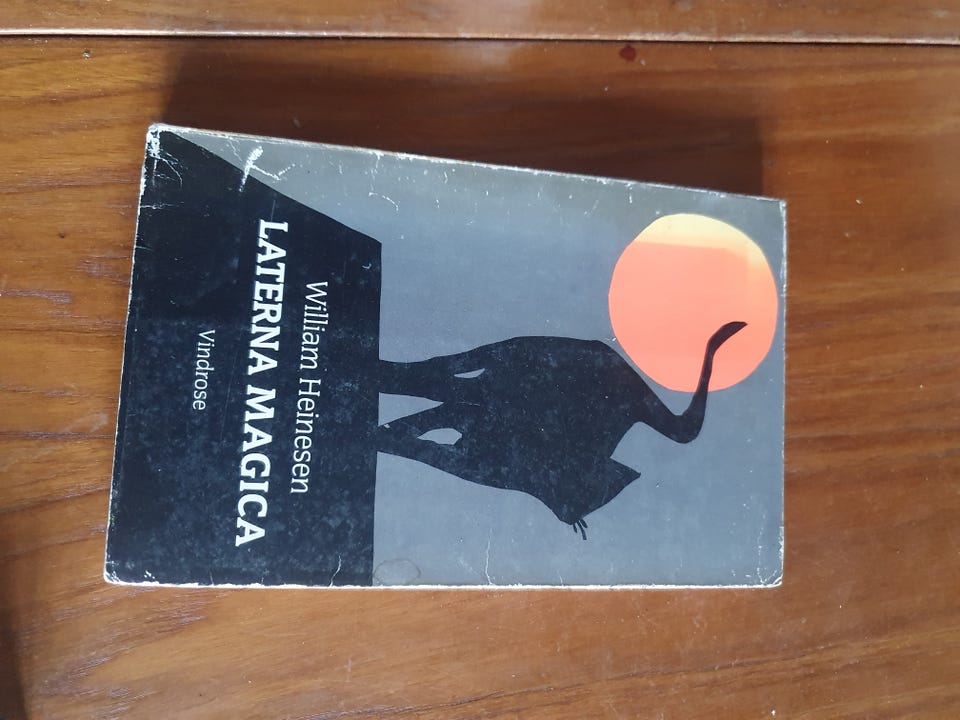 William Heinesen
LATERNA MAGICA
Vindrose